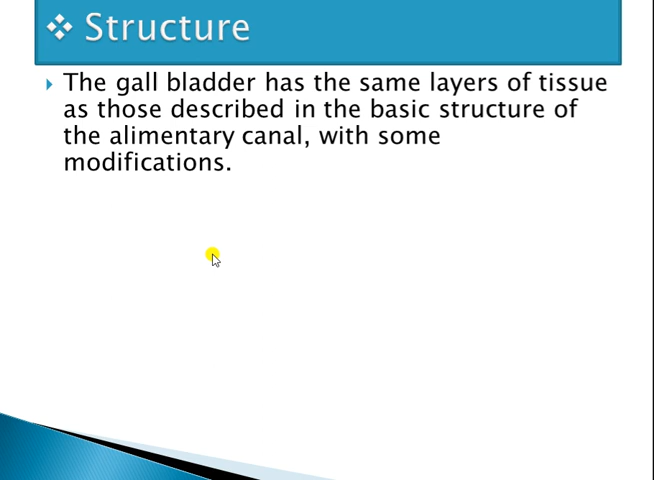 ❖ Structure
The gall bladder has the same layers of tissue
as those described in the basic structure of
the alimentary canal, with some
modifications.